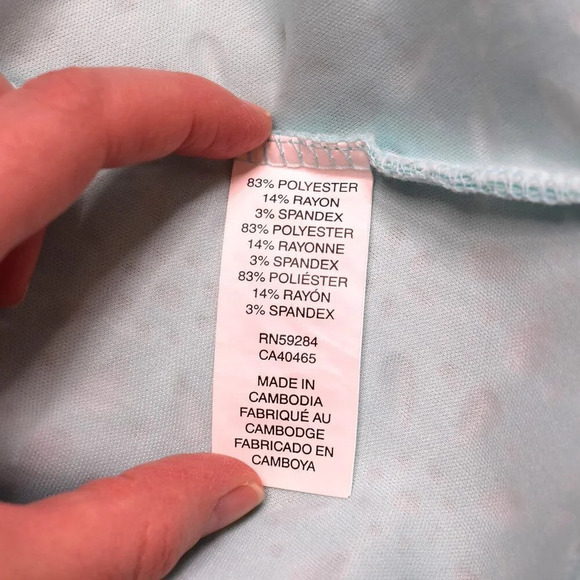 83% POLYESTER
14% RAYON
3% SPANDEX
83% POLYESTER
14% RAYONNE
3% SPANDEX
83% POLIÉSTER
14% RAYÓN
3% SPANDEX
RN59284
CA40465
MADE IN
CAMBODIA
FABRIQUÉ AU
CAMBODGE
FABRICADO EN
CAMBOYA